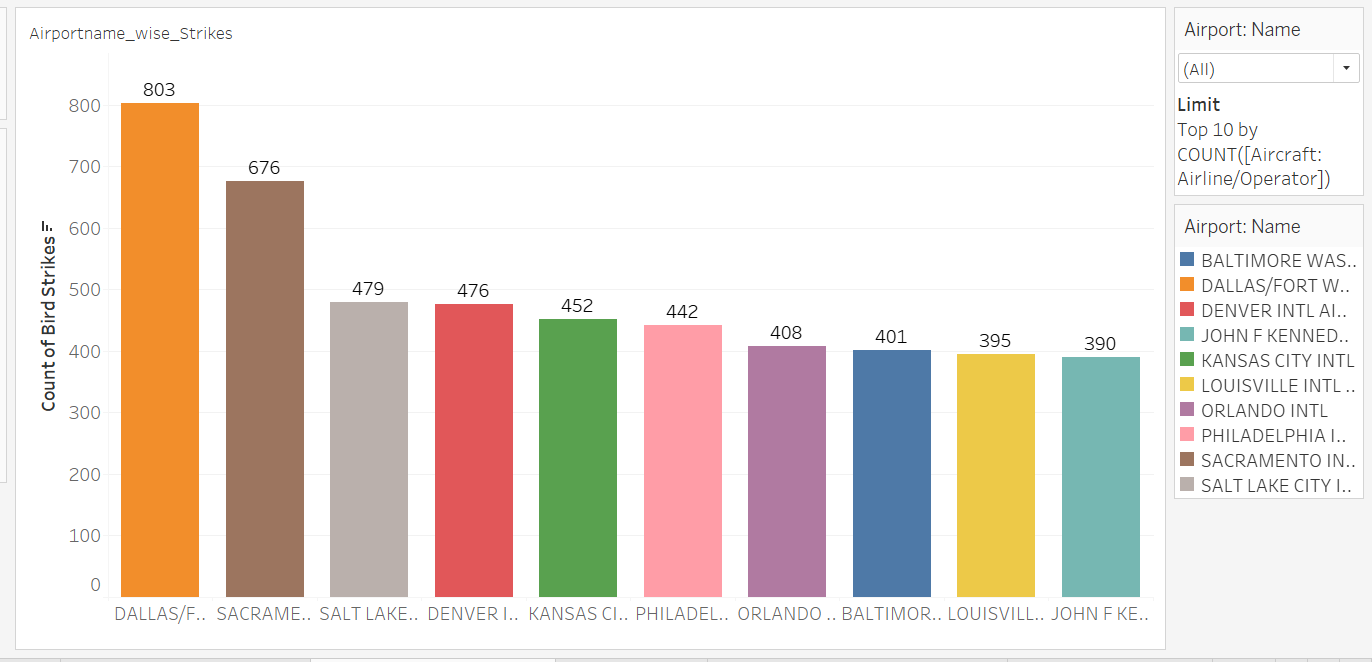 Airportname_wise_Strikes
803
800
676
700
600
479
476
500
452
442
408
401
395
390
400
300
200
100
0
Count of Bird Strikes
DALLAS/F.. SACRAME.. SALT LAKE.. DENVER I.. KANSAS CI.. PHILADEL.. ORLANDO .. BALTIMOR.. LOUISVILL.. JOHN F KE..
Airport: Name
(All)
Limit
Top 10 by
COUNT([Aircraft:
Airline/Operator])
Airport: Name
BALTIMORE WAS..
DALLAS/FORT W..
DENVER INTL AI..
JOHN F KENNED..
KANSAS CITY INTL
LOUISVILLE INTL ..
ORLANDO INTL
PHILADELPHIA I..
SACRAMENTO IN..
SALT LAKE CITY I..